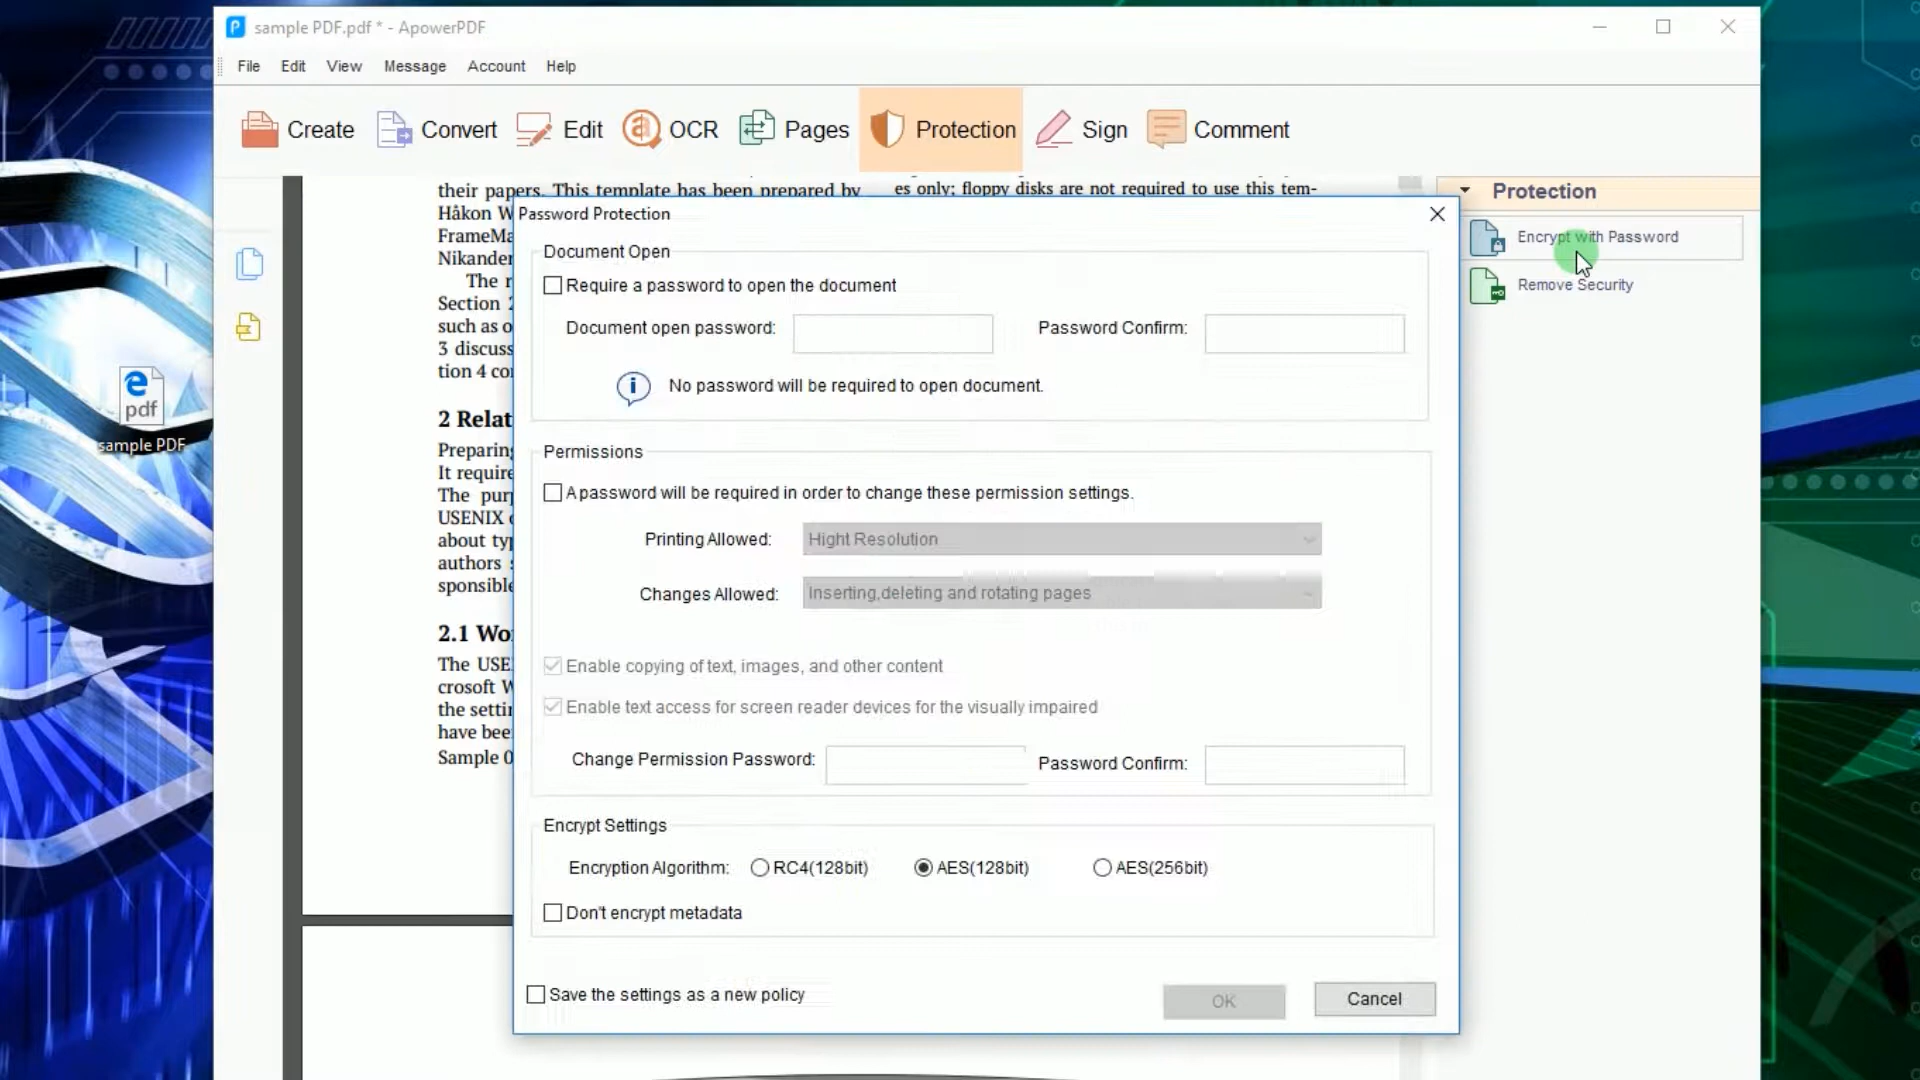 sample PDF.pdf * - ApowerPDF
File Edit View Message Account Help
Create Convert Edit OCR Pages Protection Sign Comment
their papers. This template has been prepared by
Håkon W
FrameMa
Nikander
The r
Section 2
such as o
3 discuss
tion 4 con
2 Relat
Preparing
It require
The purp
USENIX o
about typ
authors s
sponsible
2.1 Wo
The USE
crosoft W
the settin
have bee
Sample 0
es only; floppy disks are not required to use this tem-
Protection
Encrypt with Password
Remove Security
pdf
sample PDF
Password Protection
Document Open
Require a password to open the document
Document open password: Password Confirm:
No password will be required to open document.
Permissions
A password will be required in order to change these permission settings.
Printing Allowed: Hight Resolution
Changes Allowed: Inserting,deleting and rotating pages
Enable copying of text, images, and other content
Enable text access for screen reader devices for the visually impaired
Change Permission Password: Password Confirm:
Encrypt Settings
Encryption Algorithm: RC4(128bit) AES(128bit) AES(256bit)
Don't encrypt metadata
Save the settings as a new policy
OK Cancel